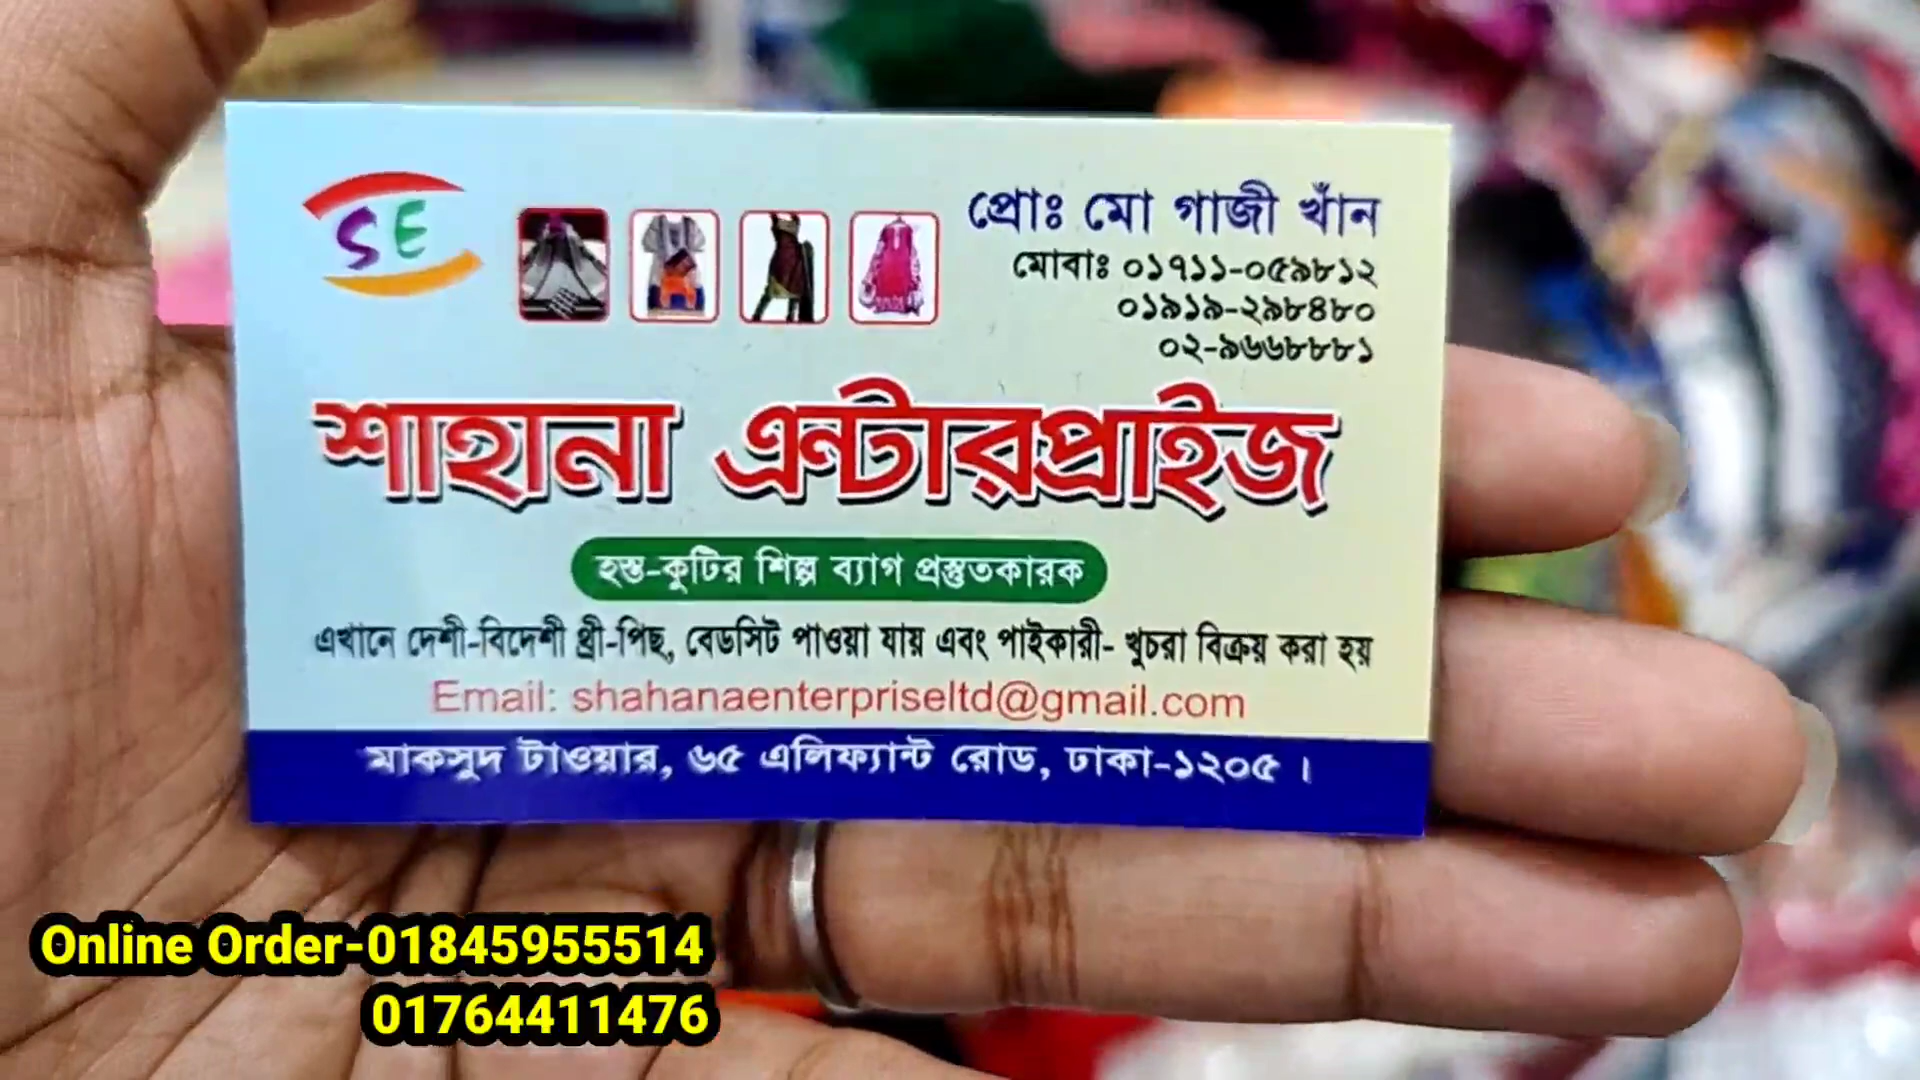 SE
প্রোঃ মো গাজী খাঁন
মোবাঃ ০১৭১১-০৫৯৮১২
০১৯১৯-২৯৮৪৮০
০২-৯৬৬৮৮৮১
শাহানা এন্টারপ্রাইজ
হস্ত-কুটির শিল্প ব্যাগ প্রস্তুতকারক
এখানে দেশী-বিদেশী থ্রী-পিছ, বেডসিট পাওয়া যায় এবং পাইকারী- খুচরা বিক্রয় করা হয়
Email: shahanaenterpriseltd@gmail.com
মাকসুদ টাওয়ার, ৬৫ এলিফ্যান্ট রোড, ঢাকা-১২০৫ ।
Online Order-01845955514
01764411476